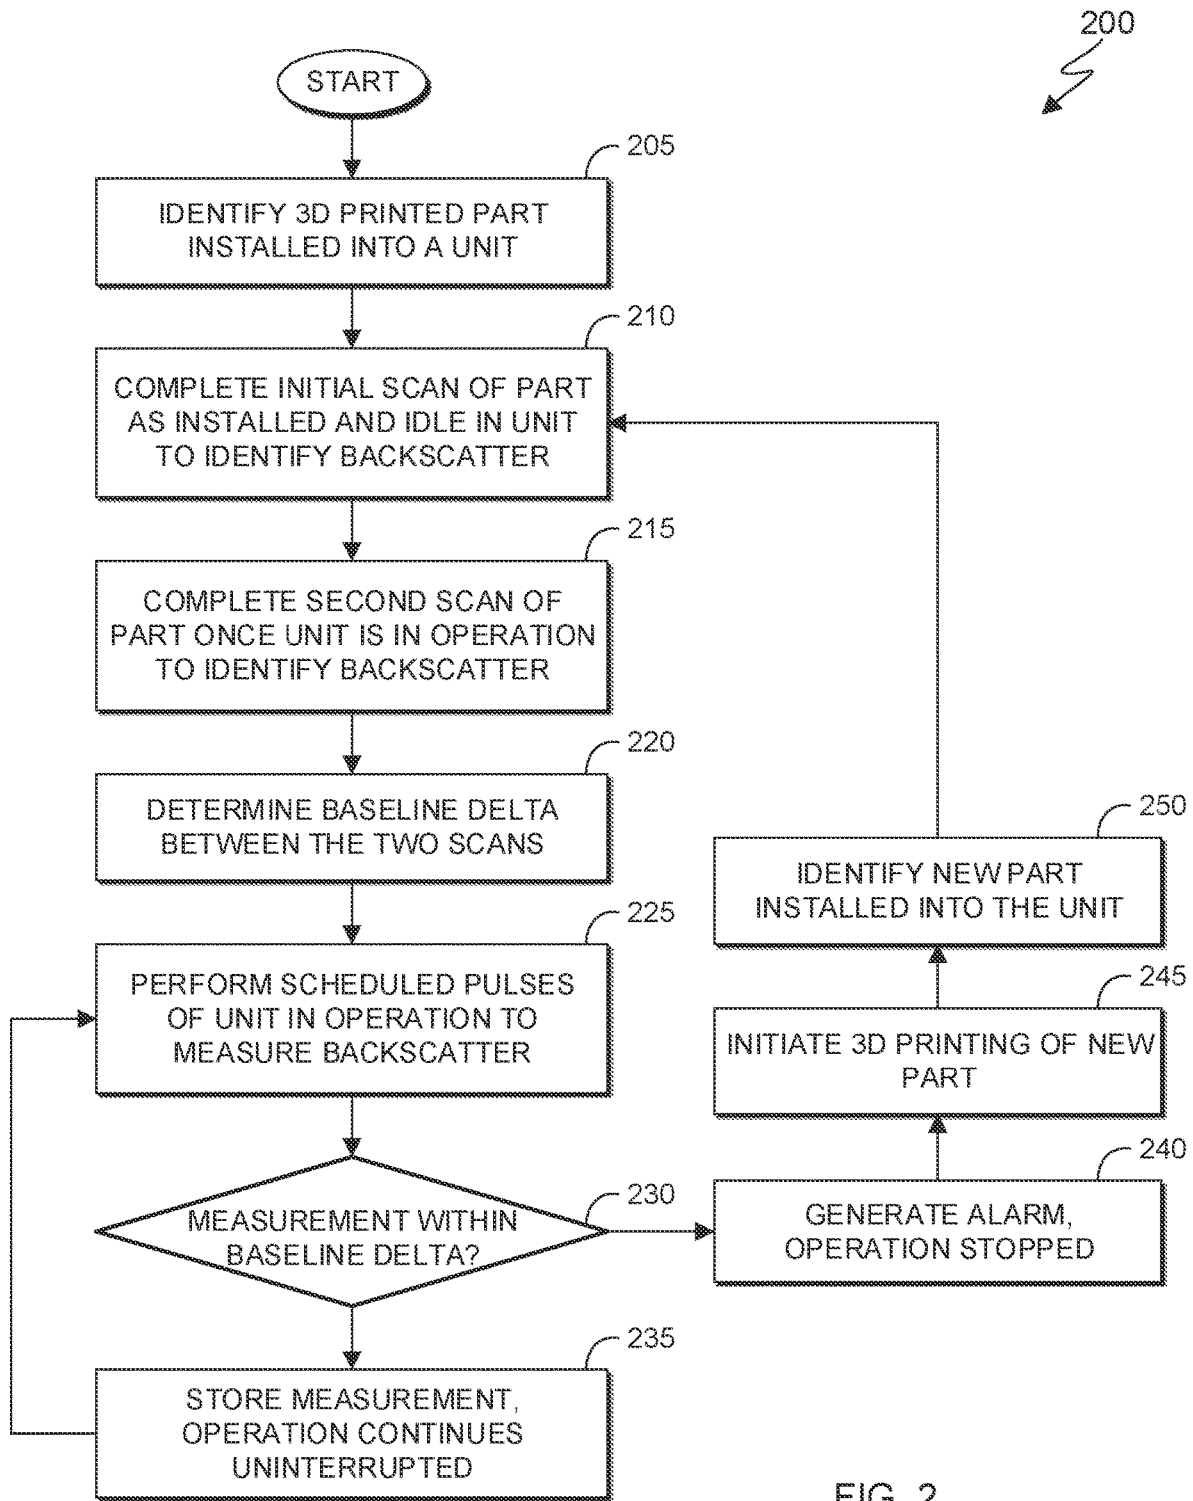 200
START
205
IDENTIFY 3D PRINTED PART
INSTALLED INTO A UNIT
210
COMPLETE INITIAL SCAN OF PART
AS INSTALLED AND IDLE IN UNIT
TO IDENTIFY BACKSCATTER
215
COMPLETE SECOND SCAN OF
PART ONCE UNIT IS IN OPERATION
TO IDENTIFY BACKSCATTER
220
DETERMINE BASELINE DELTA
BETWEEN THE TWO SCANS
225
PERFORM SCHEDULED PULSES
OF UNIT IN OPERATION TO
MEASURE BACKSCATTER
230
MEASUREMENT WITHIN
BASELINE DELTA?
235
STORE MEASUREMENT,
OPERATION CONTINUES
UNINTERRUPTED
240
GENERATE ALARM,
OPERATION STOPPED
245
INITIATE 3D PRINTING OF NEW
PART
250
IDENTIFY NEW PART
INSTALLED INTO THE UNIT
FIG. 2